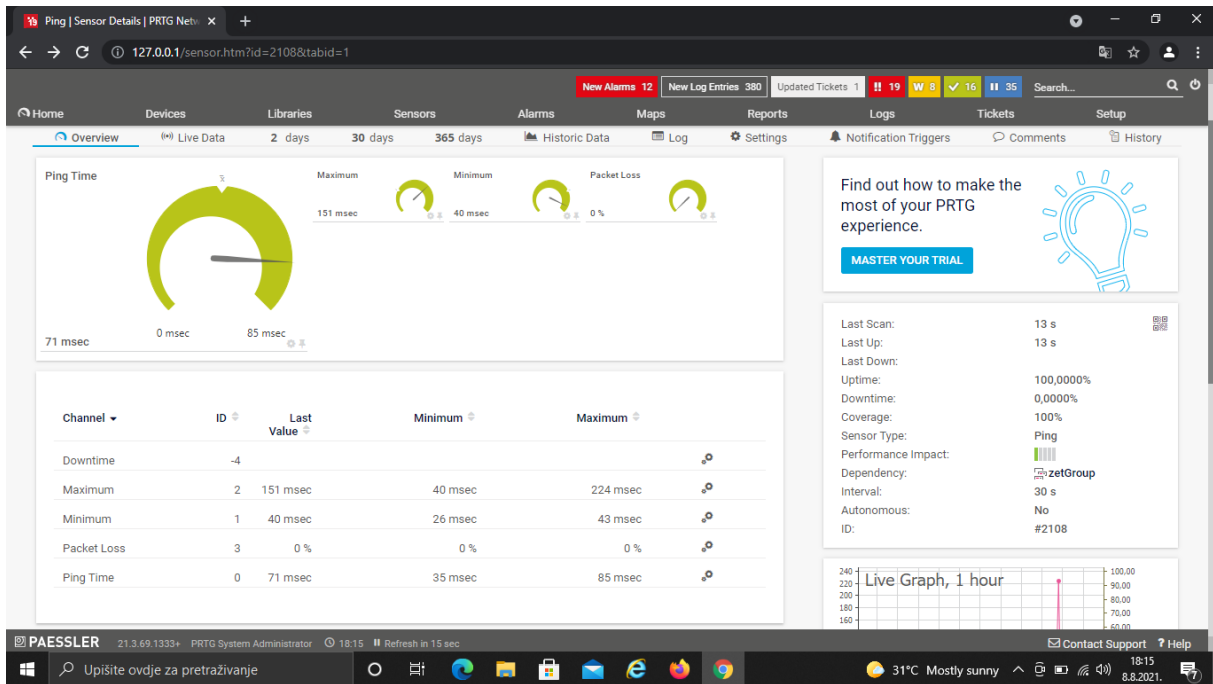 Ping | Sensor Details | PRTG Netw
127.0.0.1/sensor.htm?id=2108&tabid=1
New Alarms 12 New Log Entries 380 Updated Tickets 1 !! 19 W 8 16 35 Search...
Home Devices Libraries Sensors Alarms Maps Reports Logs Tickets Setup
Overview Live Data 2 days 30 days 365 days Historic Data Log Settings Notification Triggers Comments History
Ping Time
71 msec
0 msec 85 msec
Maximum
151 msec
Minimum
40 msec
Packet Loss
0 %
Find out how to make the
most of your PRTG
experience.
MASTER YOUR TRIAL
Last Scan: 13 s
Last Up: 13 s
Last Down:
Uptime: 100,0000%
Downtime: 0,0000%
Coverage: 100%
Sensor Type: Ping
Performance Impact:
Dependency: zetGroup
Interval: 30 s
Autonomous: No
ID: #2108
Channel ID Last Value Minimum Maximum
Downtime -4
Maximum 2 151 msec 40 msec 224 msec
Minimum 1 40 msec 26 msec 43 msec
Packet Loss 3 0 % 0 % 0 %
Ping Time 0 71 msec 35 msec 85 msec
Live Graph, 1 hour
240
220
200
180
160
100,00
90,00
80,00
70,00
60,00
PAESSLER 21.3.69.1333+ PRTG System Administrator 18:15 Refresh in 15 sec Contact Support ? Help
Upišite ovdje za pretraživanje
31°C Mostly sunny
18:15
8.8.2021.
7